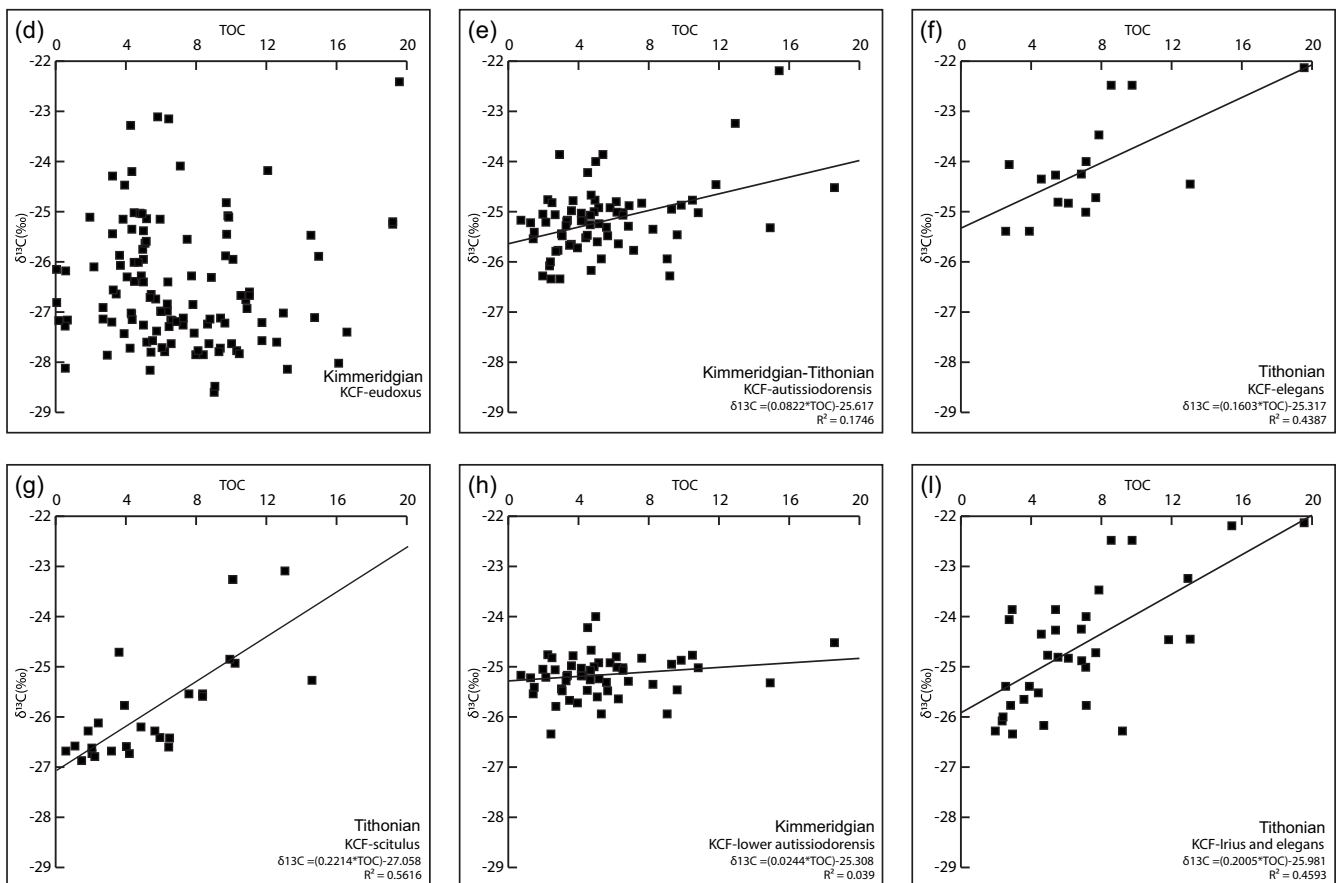 (d)
TOC
0 4 8 12 16 20
-22
-23
-24
-25
-26
-27
-28
-29
δ¹³C(‰)
Kimmeridgian
KCF-eudoxus
(e)
TOC
0 4 8 12 16 20
-22
-23
-24
-25
-26
-27
-28
-29
δ¹³C(‰)
Kimmeridgian-Tithonian
KCF-autissiodorensis
δ13C =(0.0822*TOC)-25.617
R² = 0.1746
(f)
TOC
0 4 8 12 16 20
-22
-23
-24
-25
-26
-27
-28
-29
δ¹³C(‰)
Tithonian
KCF-elegans
δ13C =(0.1603*TOC)-25.317
R² = 0.4387
(g)
TOC
0 4 8 12 16 20
-22
-23
-24
-25
-26
-27
-28
-29
δ¹³C(‰)
Tithonian
KCF-scitulus
δ13C =(0.2214*TOC)-27.058
R² = 0.5616
(h)
TOC
0 4 8 12 16 20
-22
-23
-24
-25
-26
-27
-28
-29
δ¹³C(‰)
Kimmeridgian
KCF-lower autissiodorensis
δ13C =(0.0244*TOC)-25.308
R² = 0.039
(l)
TOC
0 4 8 12 16 20
-22
-23
-24
-25
-26
-27
-28
-29
δ¹³C(‰)
Tithonian
KCF-Irius and elegans
δ13C =(0.2005*TOC)-25.981
R² = 0.4593